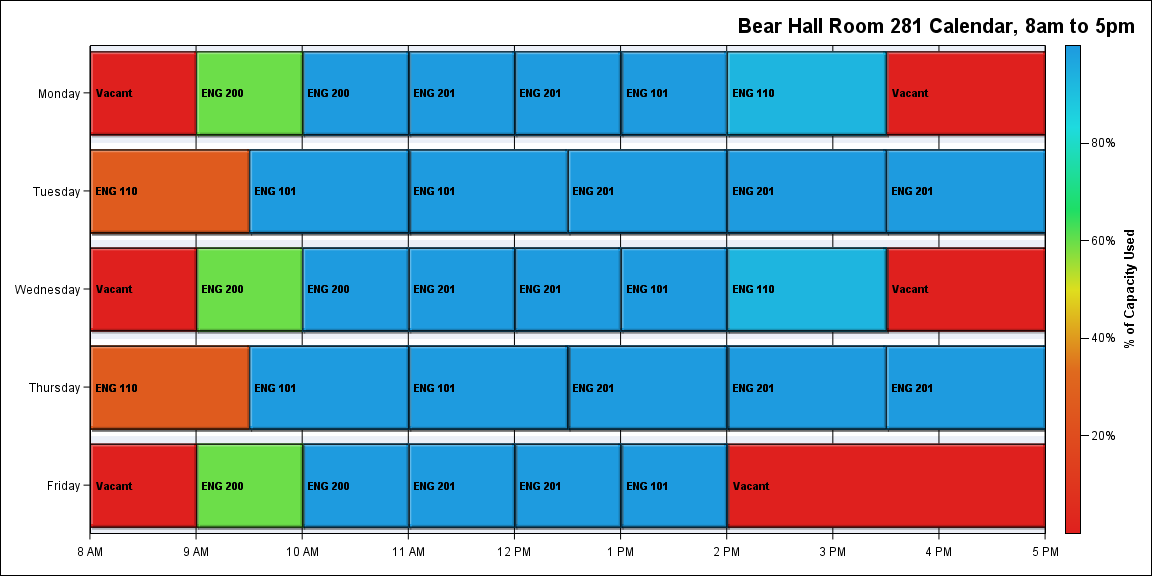 Bear Hall Room 281 Calendar, 8am to 5pm
Monday
Vacant
ENG 200
ENG 200
ENG 201
ENG 201
ENG 101
ENG 110
Vacant
Tuesday
ENG 110
ENG 101
ENG 101
ENG 201
ENG 201
ENG 201
Wednesday
Vacant
ENG 200
ENG 200
ENG 201
ENG 201
ENG 101
ENG 110
Vacant
Thursday
ENG 110
ENG 101
ENG 101
ENG 201
ENG 201
ENG 201
Friday
Vacant
ENG 200
ENG 200
ENG 201
ENG 201
ENG 101
Vacant
8 AM
9 AM
10 AM
11 AM
12 PM
1 PM
2 PM
3 PM
4 PM
5 PM
80%
60%
40%
20%
% of Capacity Used